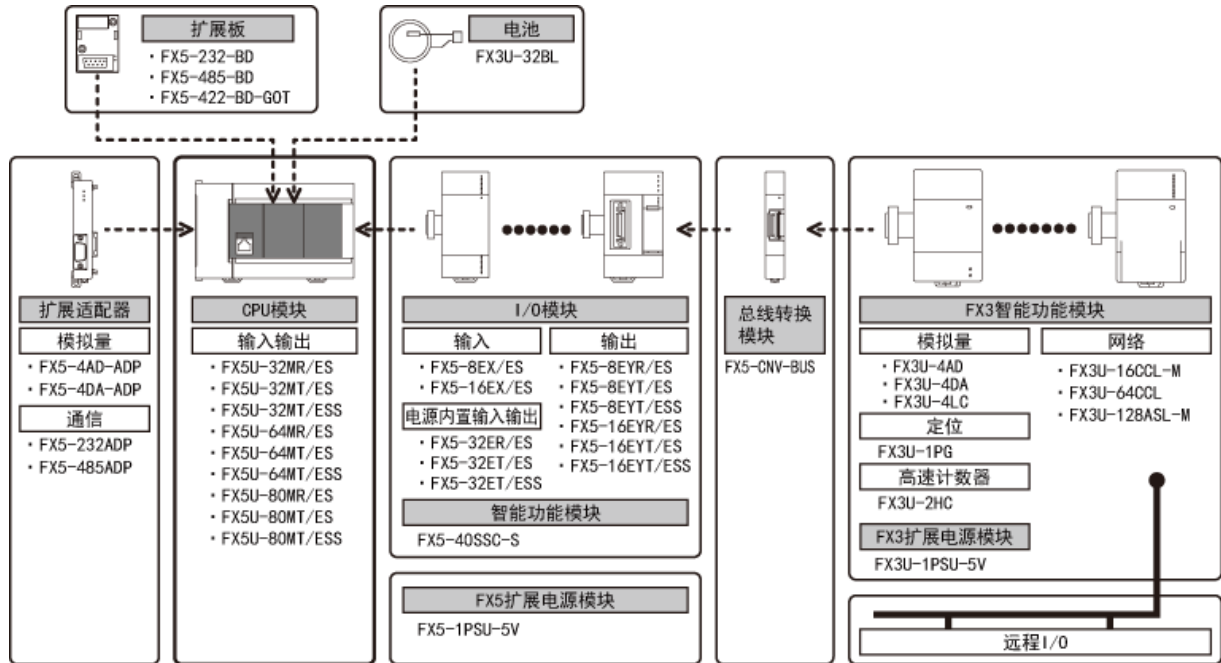 扩展板
・FX5-232-BD
・FX5-485-BD
・FX5-422-BD-GOT
电池
FX3U-32BL
扩展适配器
模拟量
・FX5-4AD-ADP
・FX5-4DA-ADP
通信
・FX5-232ADP
・FX5-485ADP
CPU模块
输入输出
・FX5U-32MR/ES
・FX5U-32MT/ES
・FX5U-32MT/ESS
・FX5U-64MR/ES
・FX5U-64MT/ES
・FX5U-64MT/ESS
・FX5U-80MR/ES
・FX5U-80MT/ES
・FX5U-80MT/ESS
I/O模块
输入
・FX5-8EX/ES
・FX5-16EX/ES
电源内置输入输出
・FX5-32ER/ES
・FX5-32ET/ES
・FX5-32ET/ESS
输出
・FX5-8EYR/ES
・FX5-8EYT/ES
・FX5-8EYT/ESS
・FX5-16EYR/ES
・FX5-16EYT/ES
・FX5-16EYT/ESS
智能功能模块
FX5-40SSC-S
FX5扩展电源模块
FX5-1PSU-5V
总线转换
模块
FX5-CNV-BUS
FX3智能功能模块
模拟量
・FX3U-4AD
・FX3U-4DA
・FX3U-4LC
定位
FX3U-1PG
高速计数器
FX3U-2HC
FX3扩展电源模块
FX3U-1PSU-5V
网络
・FX3U-16CCL-M
・FX3U-64CCL
・FX3U-128ASL-M
远程I/O